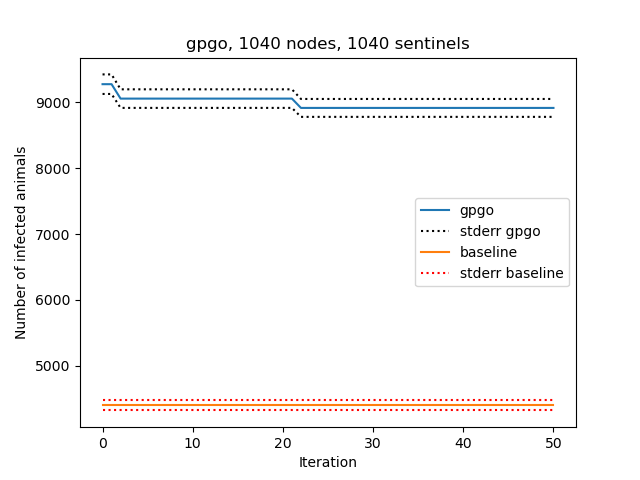 gpgo, 1040 nodes, 1040 sentinels
Number of infected animals
9000
8000
7000
6000
5000
gpgo
stderr gpgo
baseline
stderr baseline
0 10 20 30 40 50
Iteration